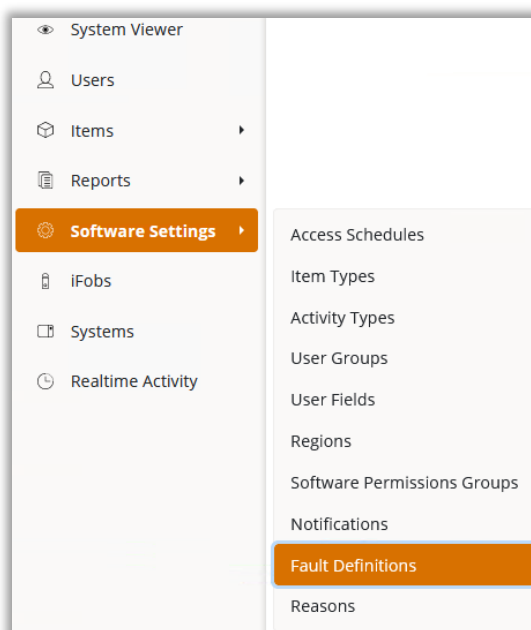 System Viewer
Users
Items
Reports
Software Settings
iFobs
Systems
Realtime Activity
Access Schedules
Item Types
Activity Types
User Groups
User Fields
Regions
Software Permissions Groups
Notifications
Fault Definitions
Reasons